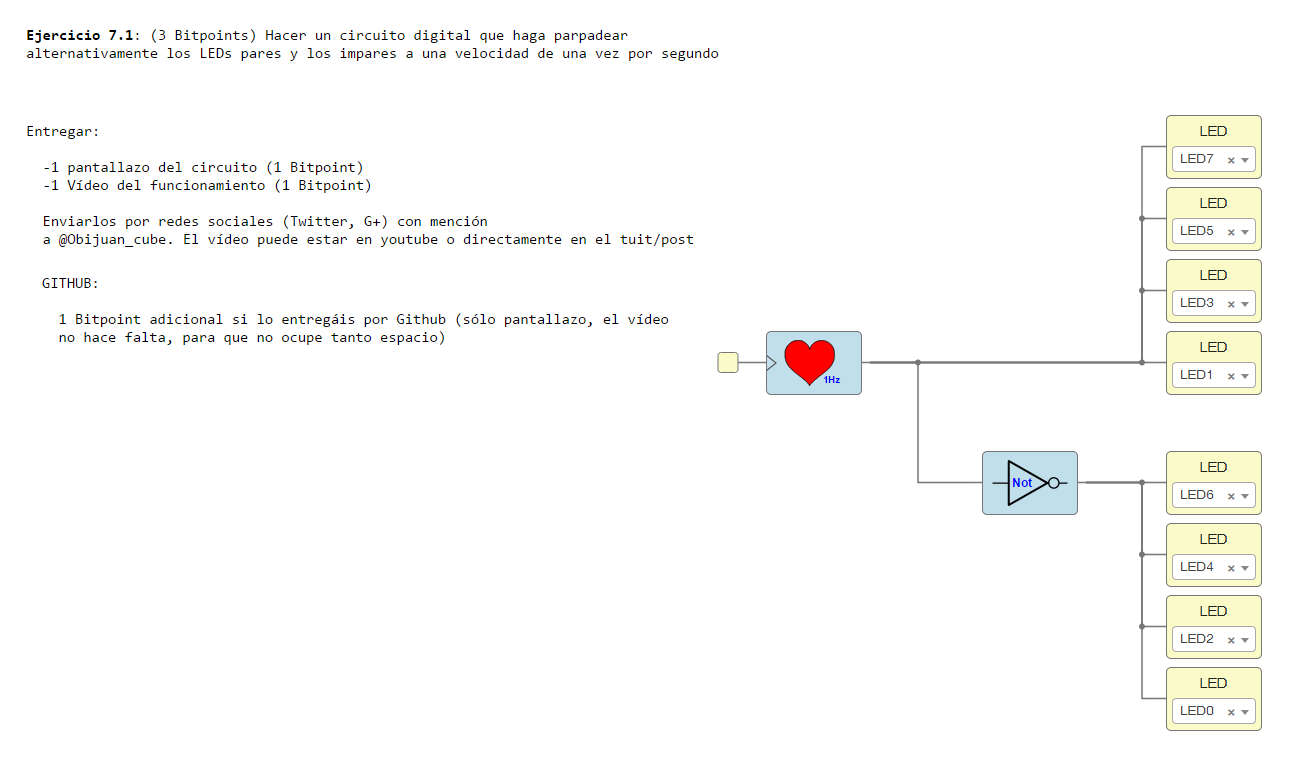 Ejercicio 7.1: (3 Bitpoints) Hacer un circuito digital que haga parpadear
alternativamente los LEDs pares y los impares a una velocidad de una vez por segundo
Entregar:
-1 pantallazo del circuito (1 Bitpoint)
-1 Vídeo del funcionamiento (1 Bitpoint)
Enviarlos por redes sociales (Twitter, G+) con mención
a @Obijuan_cube. El vídeo puede estar en youtube o directamente en el tuit/post
GITHUB:
1 Bitpoint adicional si lo entregáis por Github (sólo pantallazo, el vídeo
no hace falta, para que no ocupe tanto espacio)
1Hz
Not
LED
LED7
LED
LED5
LED
LED3
LED
LED1
LED
LED6
LED
LED4
LED
LED2
LED
LED0